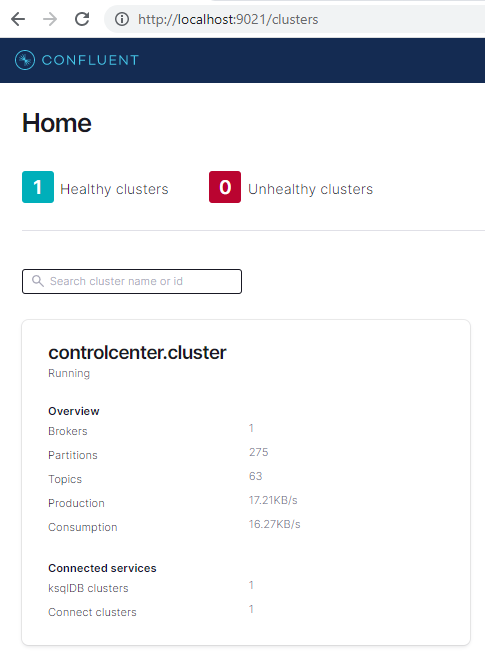 http://localhost:9021/clusters
CONFLUENT
Home
1 Healthy clusters 0 Unhealthy clusters
Search cluster name or id
controlcenter.cluster
Running
Overview
Brokers 1
Partitions 275
Topics 63
Production 17.21KB/s
Consumption 16.27KB/s
Connected services
ksqlDB clusters 1
Connect clusters 1